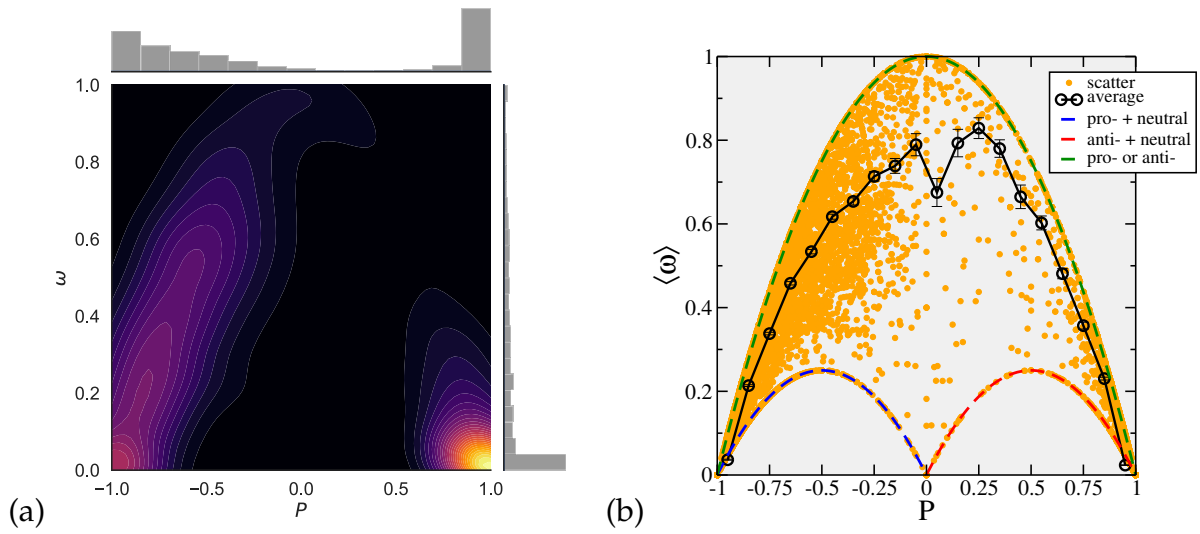 1.0
0.8
0.6
0.4
0.2
0.0
ω
−1.0 −0.5 0.0 0.5 1.0
P
(a)
1
0.8
0.6
0.4
0.2
0
⟨ω⟩
-1 -0.75 -0.5 -0.25 0 0.25 0.5 0.75 1
P
scatter
average
pro- + neutral
anti- + neutral
pro- or anti-
(b)